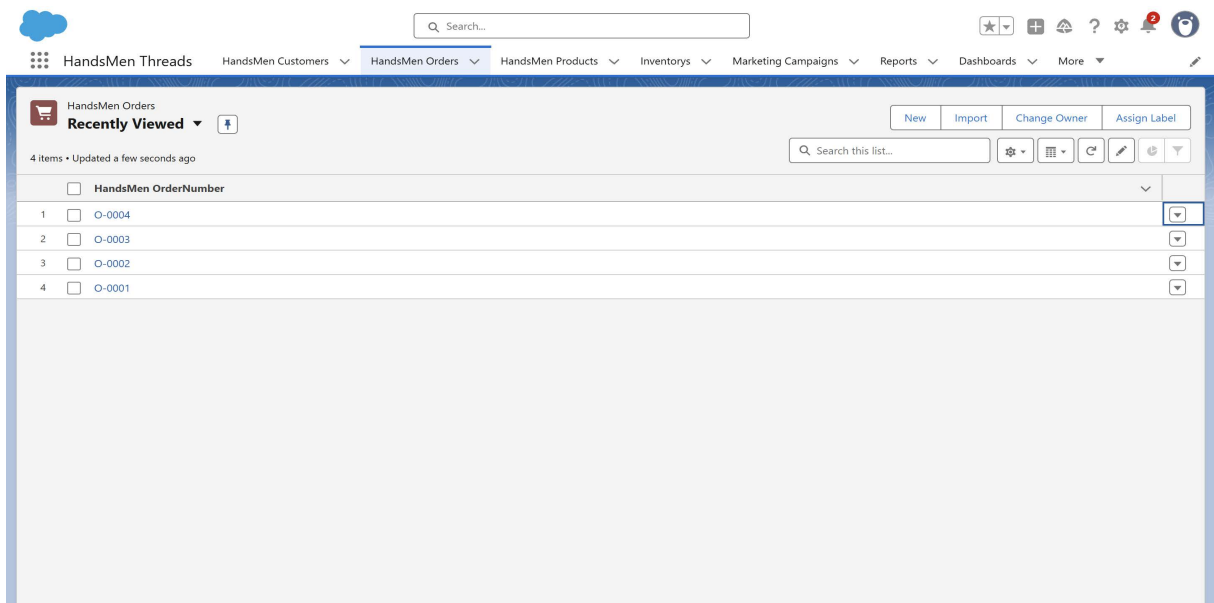 Search...
2
HandsMen Threads HandsMen Customers HandsMen Orders HandsMen Products Inventorys Marketing Campaigns Reports Dashboards More
HandsMen Orders
Recently Viewed
New Import Change Owner Assign Label
4 items • Updated a few seconds ago
Search this list...
HandsMen OrderNumber
1 O-0004
2 O-0003
3 O-0002
4 O-0001